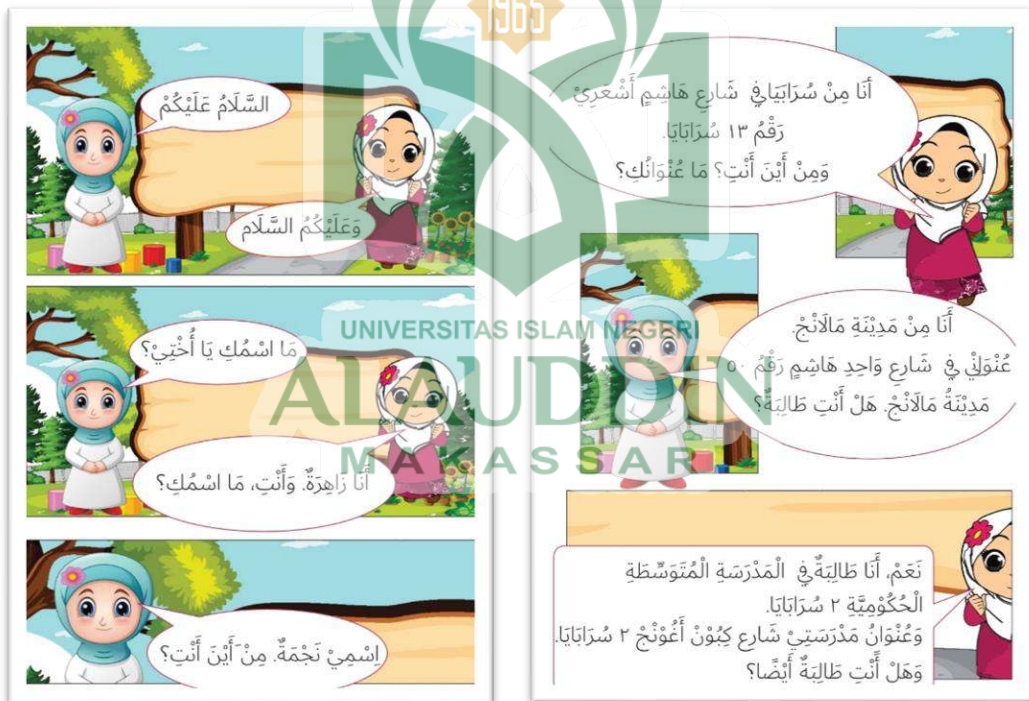 السَّلَامُ عَلَيْكُمْ
وَعَلَيْكُمُ السَّلَام
مَا اسْمُكِ يَا أُخْتِيْ؟
أَنَا زَاهِرَةٌ. وَأَنْتِ، مَا اسْمُكِ؟
اِسْمِيْ نَجْمَةٌ. مِنْ أَيْنَ أَنْتِ؟
أَنَا مِنْ سُرَابَيَا فِي شَارِعِ هَاشِمٍ أَشْعَرِيْ
رَقْمُ ١٣ سُرَابَايَا.
وَمِنْ أَيْنَ أَنْتِ؟ مَا عُنْوَانُكِ؟
أَنَا مِنْ مَدِيْنَةِ مَالَانْجْ.
عُنْوَانِيْ فِيْ شَارِعِ وَاحِدِ هَاشِمٍ رَقْمُ ٥٠
مَدِيْنَةُ مَالَانْجْ. هَلْ أَنْتِ طَالِبَةٌ؟
نَعَمْ، أَنَا طَالِبَةٌ فِي الْمَدْرَسَةِ الْمُتَوَسِّطَةِ
الْحُكُوْمِيَّةِ ٢ سُرَابَايَا.
وَعُنْوَانُ مَدْرَسَتِيْ شَارِع كِبُوْنْ أَغُوْنْجْ ٢ سُرَابَايَا.
وَهَلْ أَنْتِ طَالِبَةٌ أَيْضًا؟
1965
UNIVERSITAS ISLAM NEGERI
ALAUDDIN
MAKASSAR